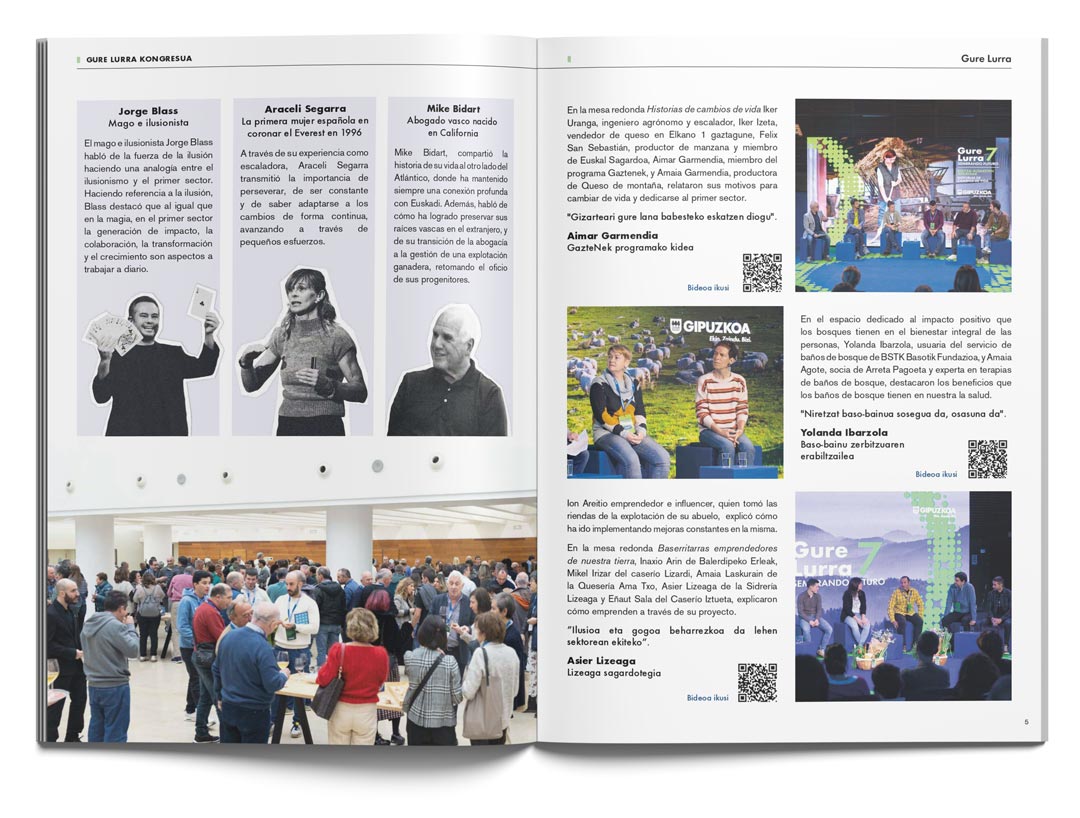 GURE LURRA KONGRESUA
Jorge Blass
Mago e ilusionista
El mago e ilusionista Jorge Blass
habló de la fuerza de la ilusión
haciendo una analogía entre el
ilusionismo y el primer sector.
Haciendo referencia a la ilusión,
Blass destacó que al igual que
en la magia, en el primer sector
la generación de impacto, la
colaboración, la transformación
y el crecimiento son aspectos a
trabajar a diario.
Araceli Segarra
La primera mujer española en
coronar el Everest en 1996
A través de su experiencia como
escaladora, Araceli Segarra
transmitió la importancia de
perseverar, de ser constante
y de saber adaptarse a los
cambios de forma continua,
avanzando a través de
pequeños esfuerzos.
Mike Bidart
Abogado vasco nacido
en California
Mike Bidart, compartió la
historia de su vida al otro lado del
Atlántico, donde ha mantenido
siempre una conexión profunda
con Euskadi. Además, habló de
cómo ha logrado preservar sus
raíces vascas en el extranjero, y
de su transición de la abogacía
a la gestión de una explotación
ganadera, retomando el oficio
de sus progenitores.
Gure Lurra
En la mesa redonda Historias de cambios de vida Iker
Uranga, ingeniero agrónomo y escalador, Iker Izeta,
vendedor de queso en Elkano 1 gaztagune, Felix
San Sebastián, productor de manzana y miembro
de Euskal Sagardoa, Aimar Garmendia, miembro del
programa Gaztenek, y Amaia Garmendia, productora
de Queso de montaña, relataron sus motivos para
cambiar de vida y dedicarse al primer sector.
"Gizarteari gure lana babesteko eskatzen diogu".
Aimar Garmendia
GazteNek programako kidea
Bideoa ikusi
Gure
Lurra 7
SEMBRANDO FUTURO
GIPUZKOA
GIPUZKOA
Ekin. Zaindu. Bizi.
En el espacio dedicado al impacto positivo que
los bosques tienen en el bienestar integral de las
personas, Yolanda Ibarzola, usuaria del servicio de
baños de bosque de BSTK Basotik Fundazioa, y Amaia
Agote, socia de Arreta Pagoeta y experta en terapias
de baños de bosque, destacaron los beneficios que
los bosque tienen en nuestra la salud.
"Niretzat baso-bainua sosegua da, osasuna da".
Yolanda Ibarzola
Baso-bainu zerbitzuaren
erabiltzailea
Bideoa ikusi
Ion Areitio emprendedor e influencer, quien tomó las
riendas de la explotación de su abuelo, explicó cómo
ha ido implementando mejoras constantes en la misma.
En la mesa redonda Baserritarras emprendedores
de nuestra tierra, Inaxio Arin de Balerdipeko Erleak,
Mikel Irizar del caserío Lizardi, Amaia Laskurain de
la Quesería Ama Txo, Asier Lizeaga de la Sidrería
Lizeaga y Eñaut Sala del Caserío Iztueta, explicaron
cómo emprenden a través de su proyecto.
"Ilusioa eta gogoa beharrezkoa da lehen
sektorean ekiteko".
Asier Lizeaga
Lizeaga sagardotegia
Bideoa ikusi
GIPUZKOA
Gure 7
Lurra
SEMBRANDO FUTURO
5